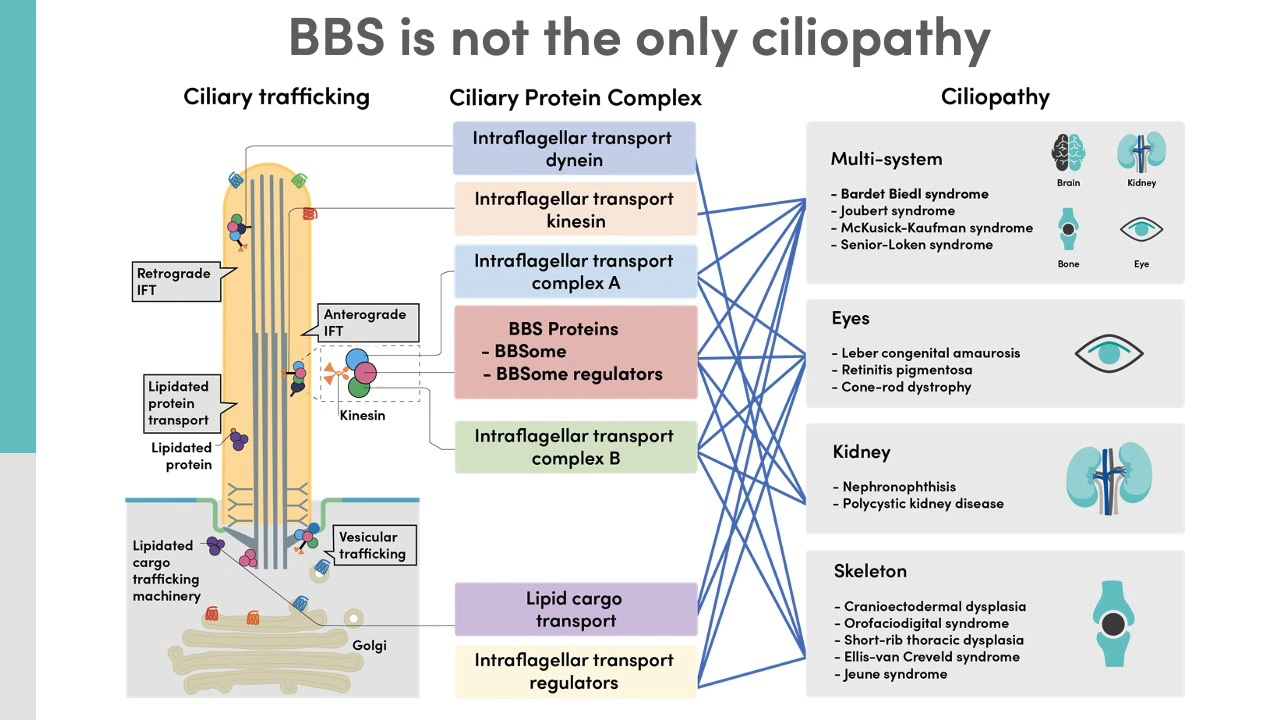 BBS is not the only ciliopathy
Ciliary trafficking
Retrograde
IFT
Anterograde
IFT
Kinesin
Lipidated
protein
transport
Lipidated
protein
Lipidated
cargo
trafficking
machinery
Vesicular
trafficking
Golgi
Ciliary Protein Complex
Intraflagellar transport
dynein
Intraflagellar transport
kinesin
Intraflagellar transport
complex A
BBS Proteins
- BBSome
- BBSome regulators
Intraflagellar transport
complex B
Lipid cargo
transport
Intraflagellar transport
regulators
Ciliopathy
Multi-system
- Bardet Biedl syndrome
- Joubert syndrome
- McKusick-Kaufman syndrome
- Senior-Loken syndrome
Brain
Kidney
Bone
Eye
Eyes
- Leber congenital amaurosis
- Retinitis pigmentosa
- Cone-rod dystrophy
Kidney
- Nephronophthisis
- Polycystic kidney disease
Skeleton
- Cranioectodermal dysplasia
- Orofaciodigital syndrome
- Short-rib thoracic dysplasia
- Ellis-van Creveld syndrome
- Jeune syndrome